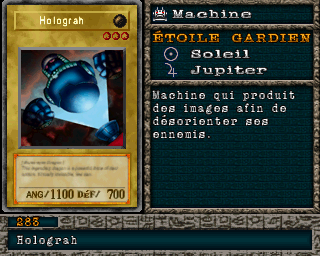 Holograh
ANG/1100 DéF/ 700
Machine
ÉTOILE GARDIEN
Soleil
Jupiter
Machine qui produit
des images afin de
désorienter ses
ennemis.
283
Holograh